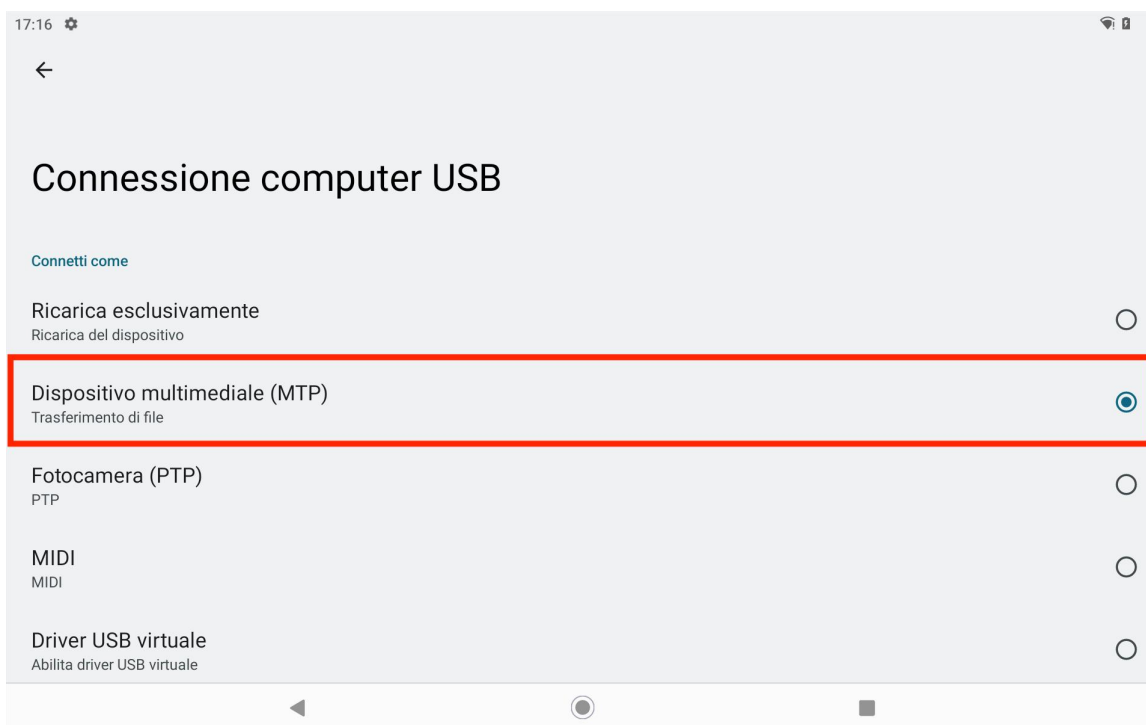 17:16
Connessione computer USB
Connetti come
Ricarica esclusivamente
Ricarica del dispositivo
Dispositivo multimediale (MTP)
Trasferimento di file
Fotocamera (PTP)
PTP
MIDI
MIDI
Driver USB virtuale
Abilita driver USB virtuale